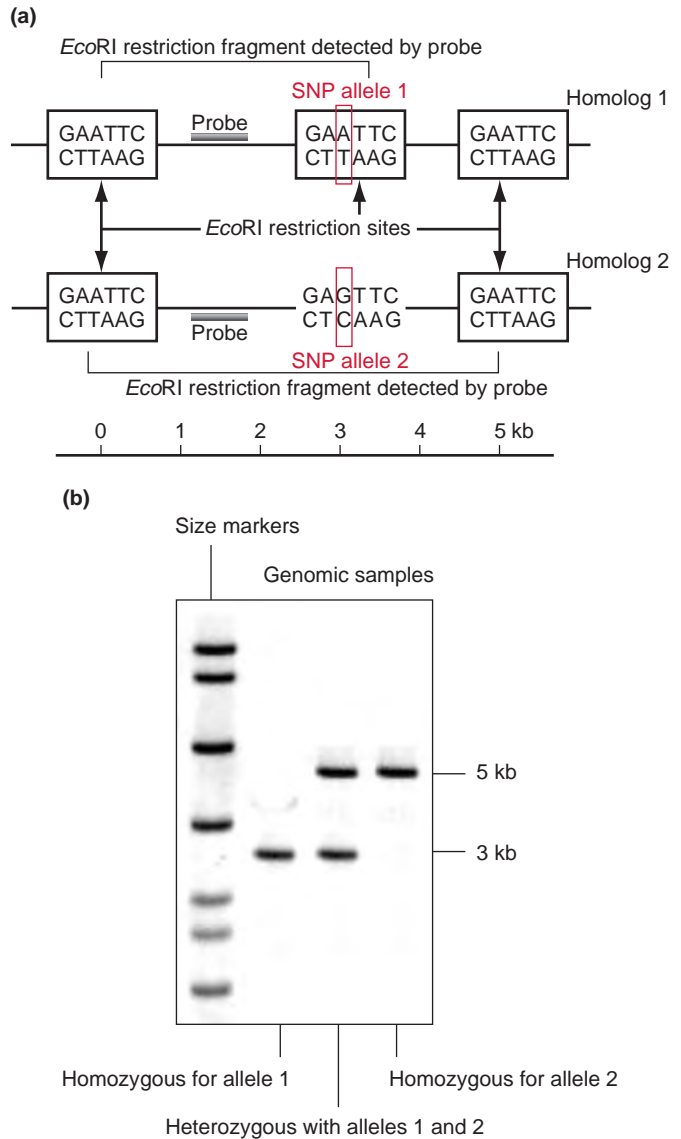 (a)
EcoRI restriction fragment detected by probe
SNP allele 1
Homolog 1
GAATTC
CTTAAG
Probe
GAATTC
CTTAAG
GAATTC
CTTAAG
EcoRI restriction sites
Homolog 2
GAATTC
CTTAAG
Probe
GAGTTC
CTCAAG
GAATTC
CTTAAG
SNP allele 2
EcoRI restriction fragment detected by probe
0 1 2 3 4 5 kb
(b)
Size markers
Genomic samples
5 kb
3 kb
Homozygous for allele 1
Homozygous for allele 2
Heterozygous with alleles 1 and 2